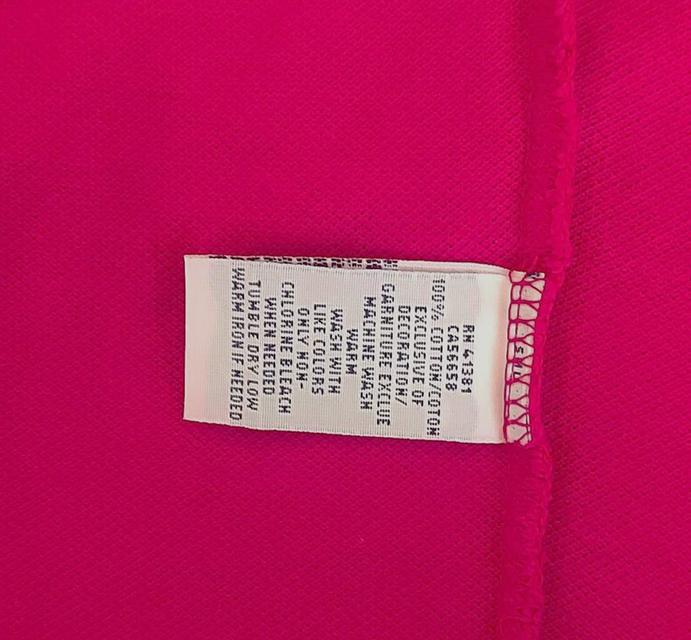 RN 41381
CA56658
100% COTTON/COTON
EXCLUSIVE OF
DECORATION/
GARNITURE EXCLUE
MACHINE WASH
WARM
WASH WITH
LIKE COLORS
ONLY NON-
CHLORINE BLEACH
WHEN NEEDED
TUMBLE DRY LOW
WARM IRON IF NEEDED